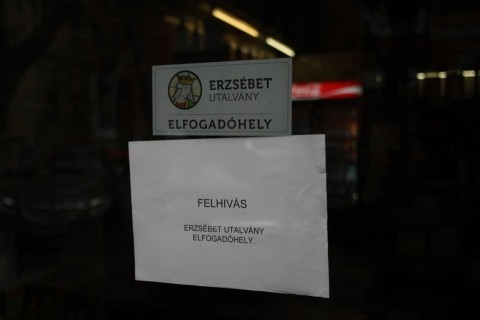 ERZSÉBET
UTALVÁNY
ELFOGADÓHELY
FELHIVÁS
ERZSÉBET UTALVÁNY
ELFOGADÓHELY.